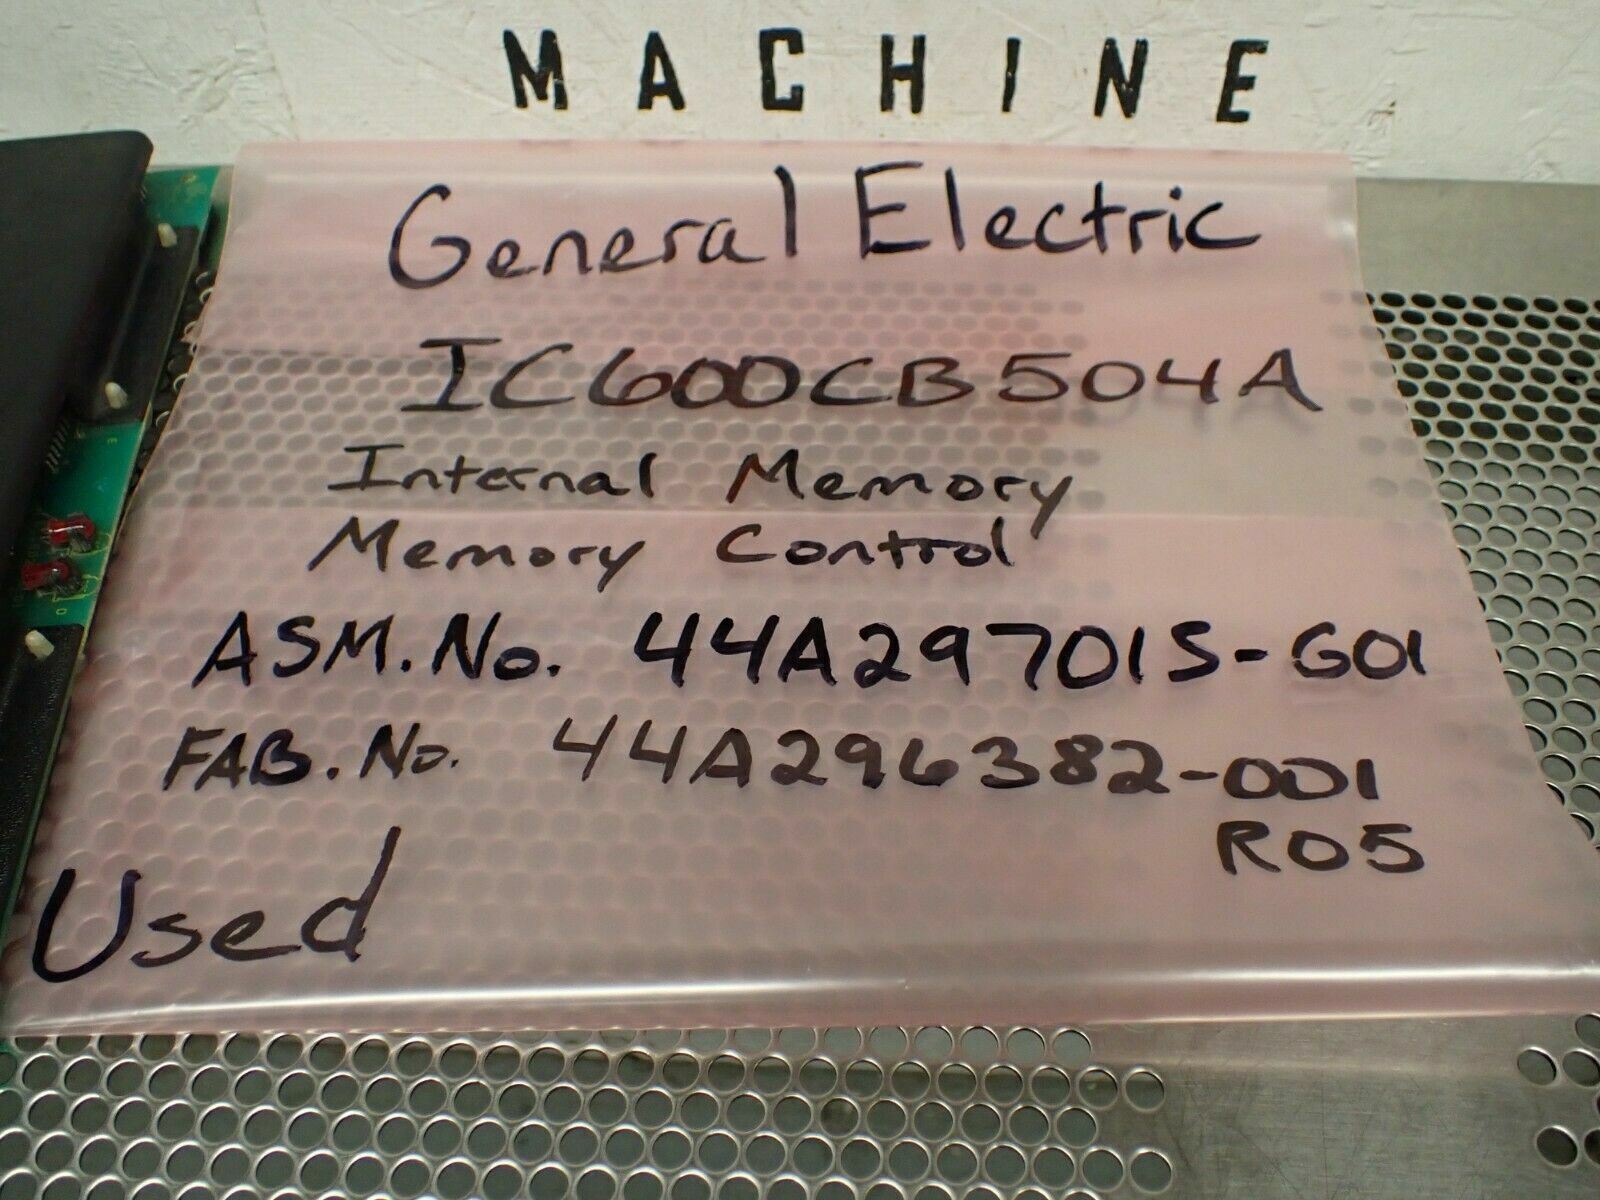 MACHINE
General Electric
IC600CB504A
Internal Memory
Memory Control
ASM. No. 44A297015-G01
FAB. No. 44A296382-001
R05
Used